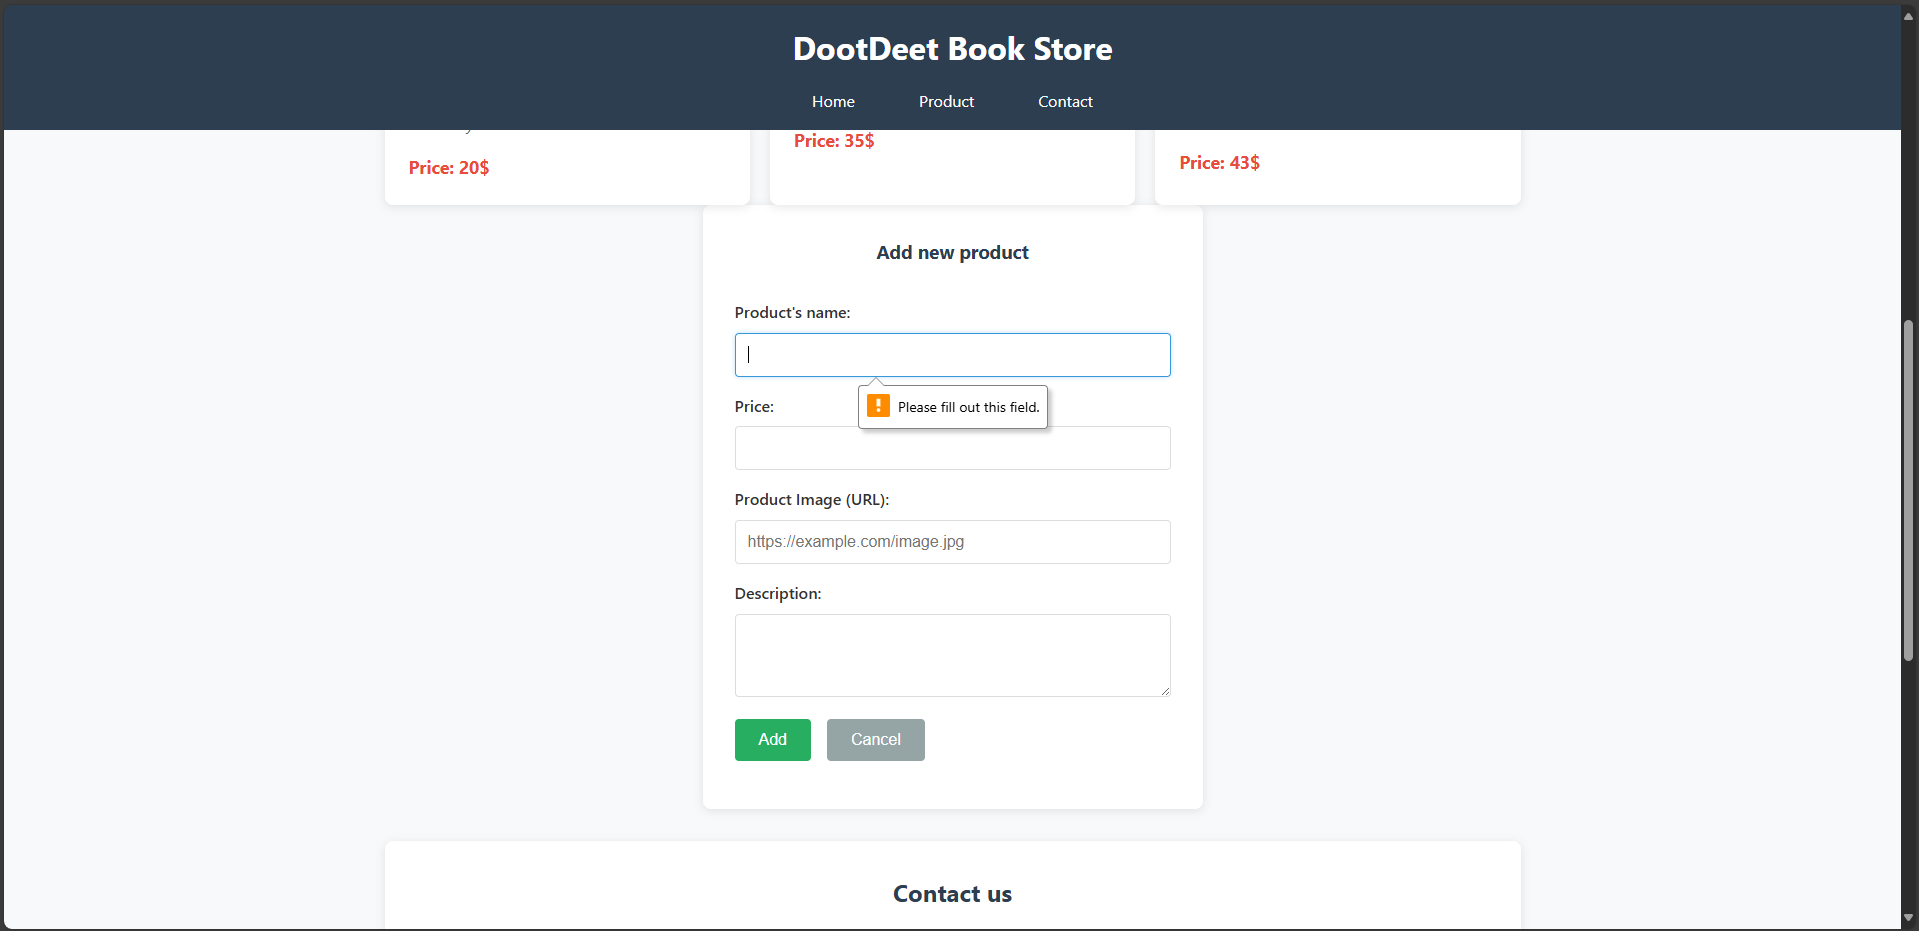 DootDeet Book Store
Home Product Contact
Price: 20$
Price: 35$
Price: 43$
Add new product
Product's name:
Please fill out this field.
Price:
Product Image (URL):
https://example.com/image.jpg
Description:
Add Cancel
Contact us